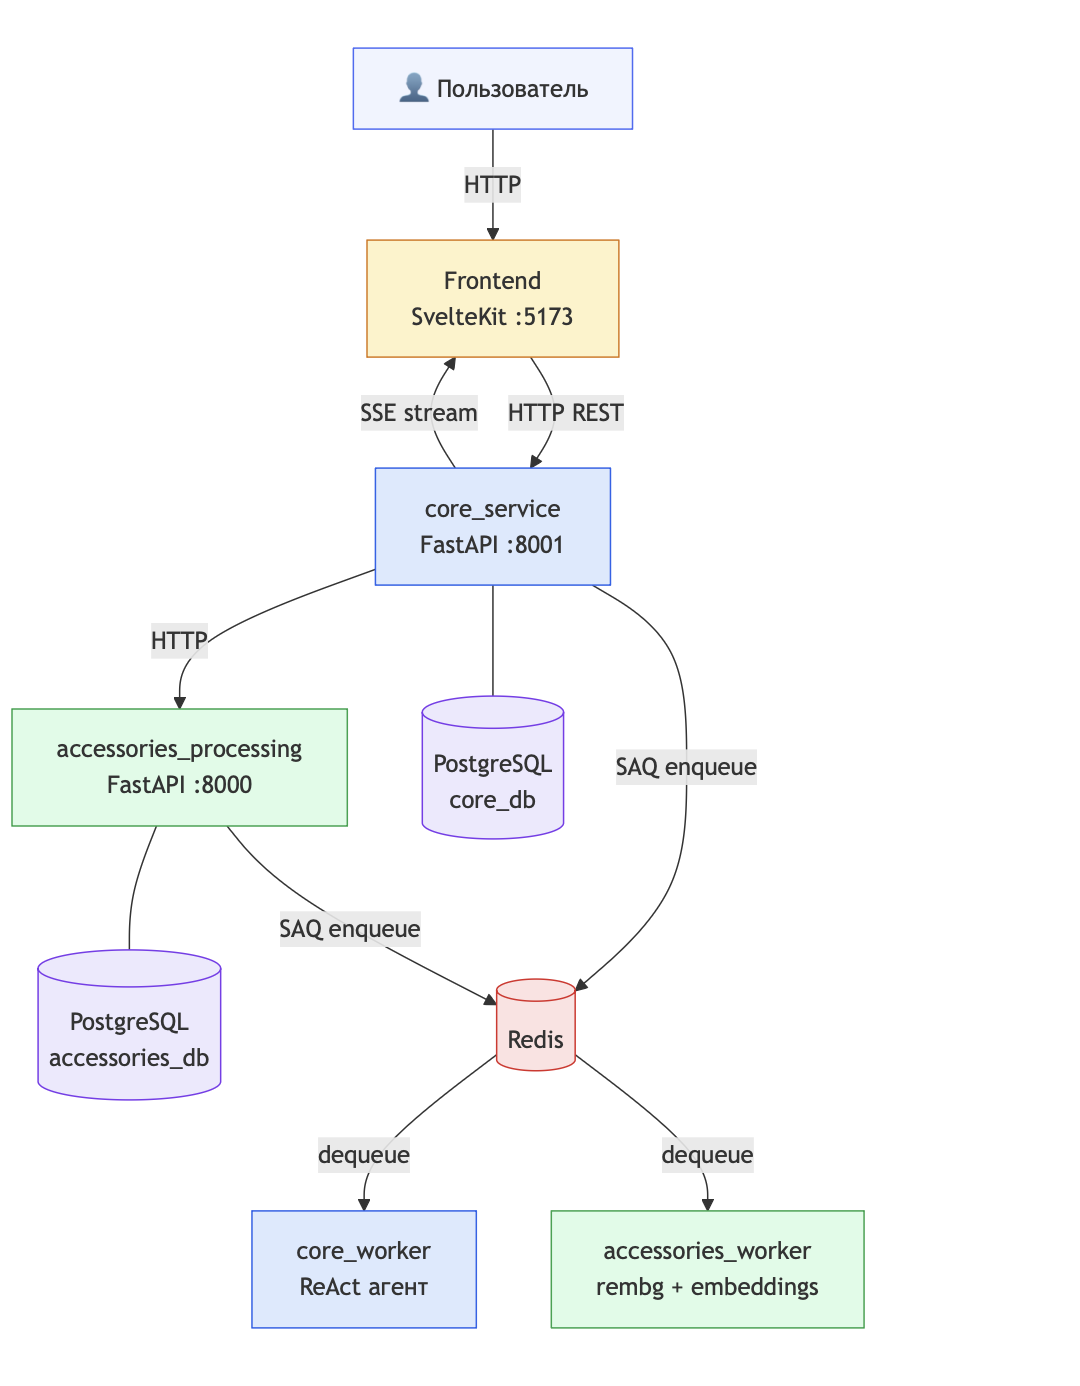 Пользователь
HTTP
Frontend
SvelteKit :5173
SSE stream
HTTP REST
core_service
FastAPI :8001
HTTP
accessories_processing
FastAPI :8000
PostgreSQL
core_db
SAQ enqueue
SAQ enqueue
PostgreSQL
accessories_db
Redis
dequeue
dequeue
core_worker
ReAct агент
accessories_worker
rembg + embeddings